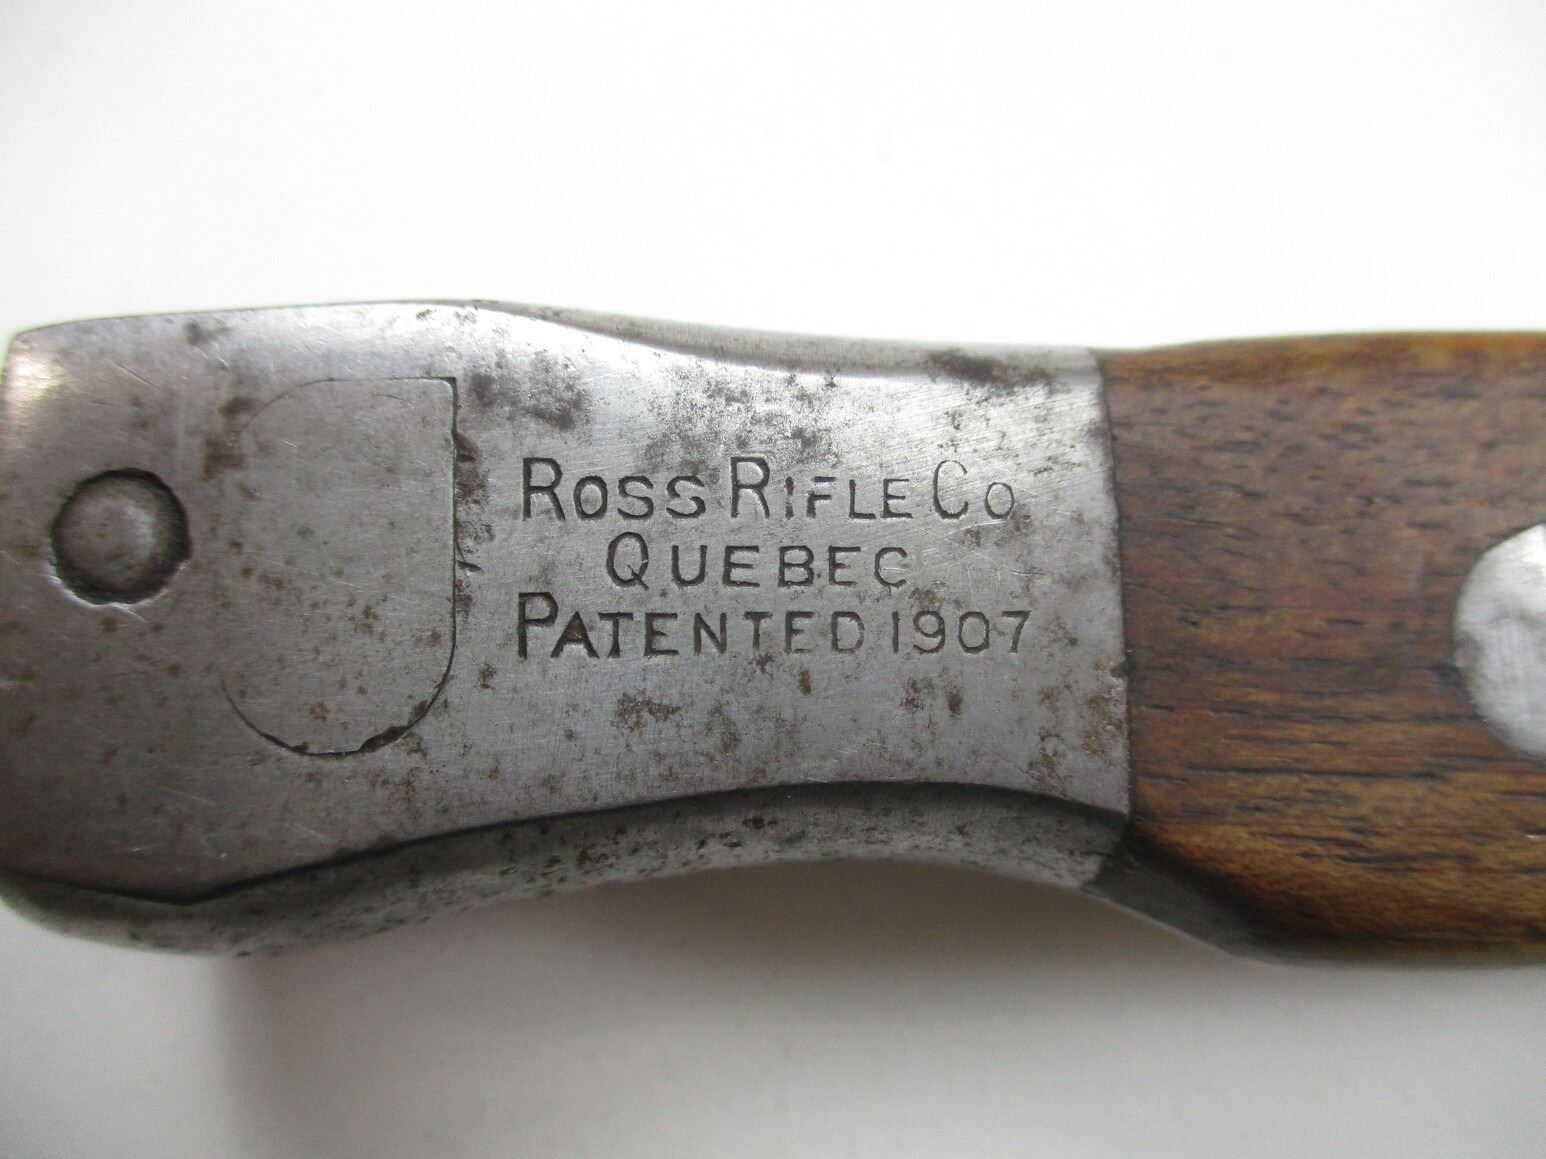 ROSS RIFLE CO
QUEBEC
PATENTED 1907